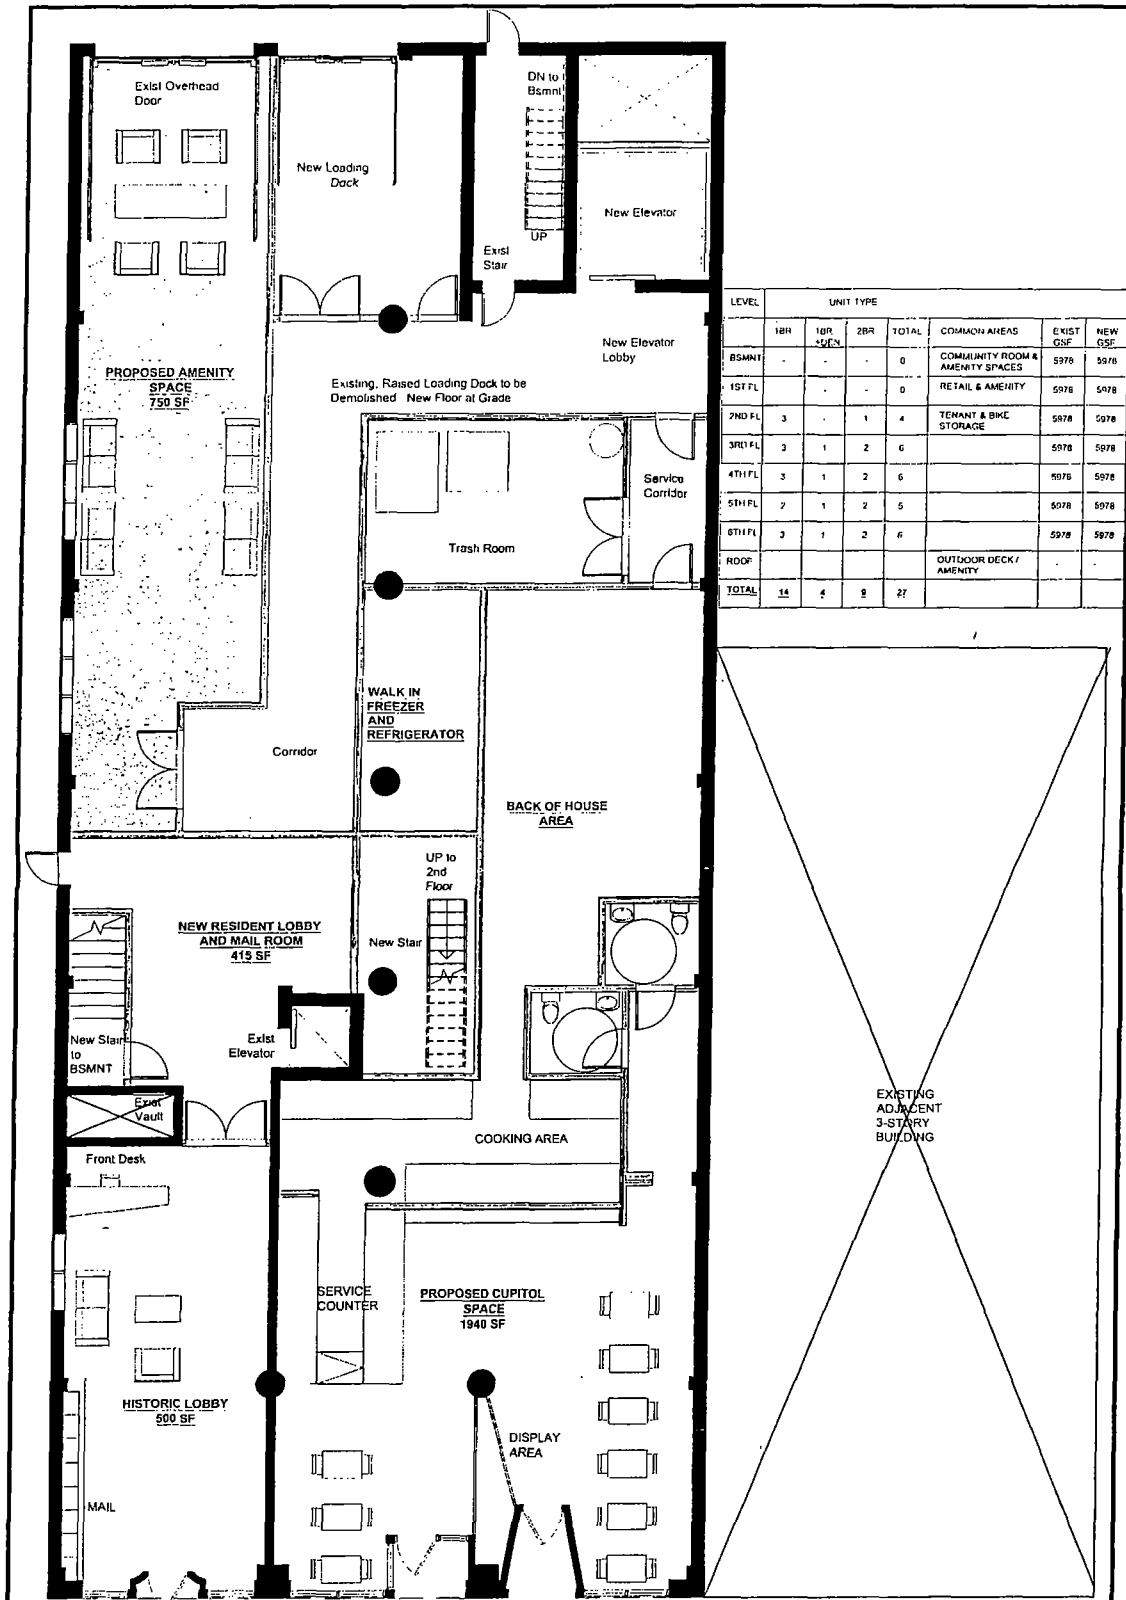 Exist Overhead
Door
New Loading
Dock
DN to
Bsmnt
UP
Exist
Stair
New Elevator
New Elevator
Lobby
PROPOSED AMENITY
SPACE
750 SF
Existing, Raised Loading Dock to be
Demolished New Floor at Grade
Service
Corridor
Trash Room
WALK IN
FREEZER
AND
REFRIGERATOR
Corridor
BACK OF HOUSE
AREA
UP to
2nd
Floor
NEW RESIDENT LOBBY
AND MAIL ROOM
415 SF
New Stair
New Stair
to
BSMNT
Exist
Elevator
Exist
Vault
COOKING AREA
Front Desk
SERVICE
COUNTER
PROPOSED CUPITOL
SPACE
1940 SF
HISTORIC LOBBY
500 SF
DISPLAY
AREA
MAIL
LEVEL UNIT TYPE
1BR 1BR +DEN 2BR TOTAL COMMON AREAS EXIST GSF NEW GSF
BSMNT - - - 0 COMMUNITY ROOM & AMENITY SPACES 5978 5978
1ST FL - - 0 RETAIL & AMENITY 5978 5978
2ND FL 3 - 1 4 TENANT & BIKE STORAGE 5978 5978
3RD FL 3 1 2 6 5978 5978
4TH FL 3 1 2 6 5978 5978
5TH FL 2 1 2 5 5978 5978
6TH FL 3 1 2 6 5978 5978
ROOF OUTDOOR DECK / AMENITY - -
TOTAL 14 4 9 27
EXISTING
ADJACENT
3-STORY
BUILDING